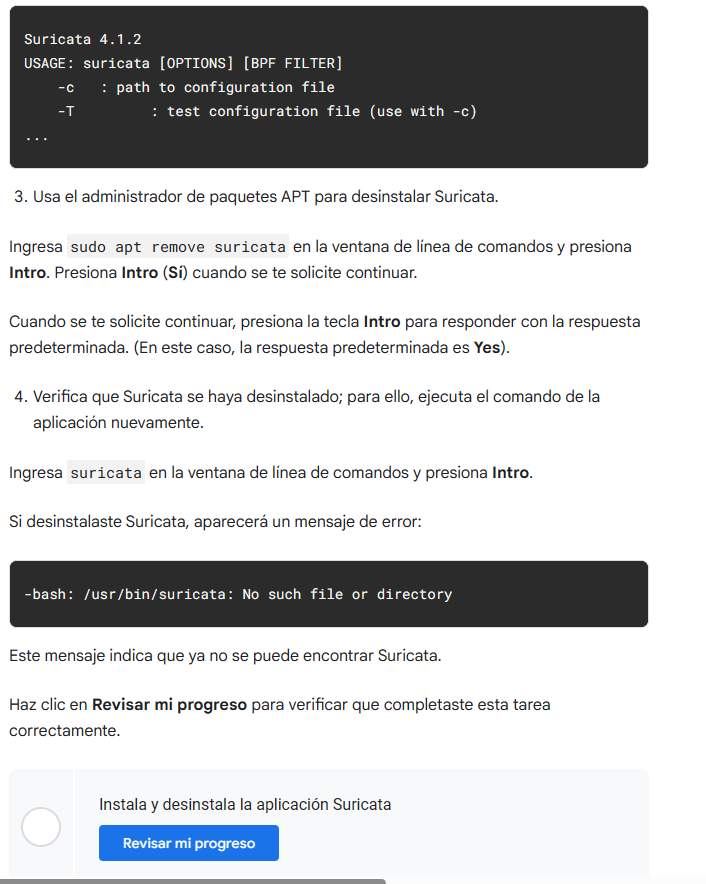 Suricata 4.1.2
USAGE: suricata [OPTIONS] [BPF FILTER]
-c : path to configuration file
-T : test configuration file (use with -c)
...
3. Usa el administrador de paquetes APT para desinstalar Suricata.
Ingresa sudo apt remove suricata en la ventana de línea de comandos y presiona
Intro. Presiona Intro (Sí) cuando se te solicite continuar.
Cuando se te solicite continuar, presiona la tecla Intro para responder con la respuesta
predeterminada. (En este caso, la respuesta predeterminada es Yes).
4. Verifica que Suricata se haya desinstalado; para ello, ejecuta el comando de la
aplicación nuevamente.
Ingresa suricata en la ventana de línea de comandos y presiona Intro.
Si desinstalaste Suricata, aparecerá un mensaje de error:
-bash: /usr/bin/suricata: No such file or directory
Este mensaje indica que ya no se puede encontrar Suricata.
Haz clic en Revisar mi progreso para verificar que completaste esta tarea
correctamente.
Instala y desinstala la aplicación Suricata
Revisar mi progreso